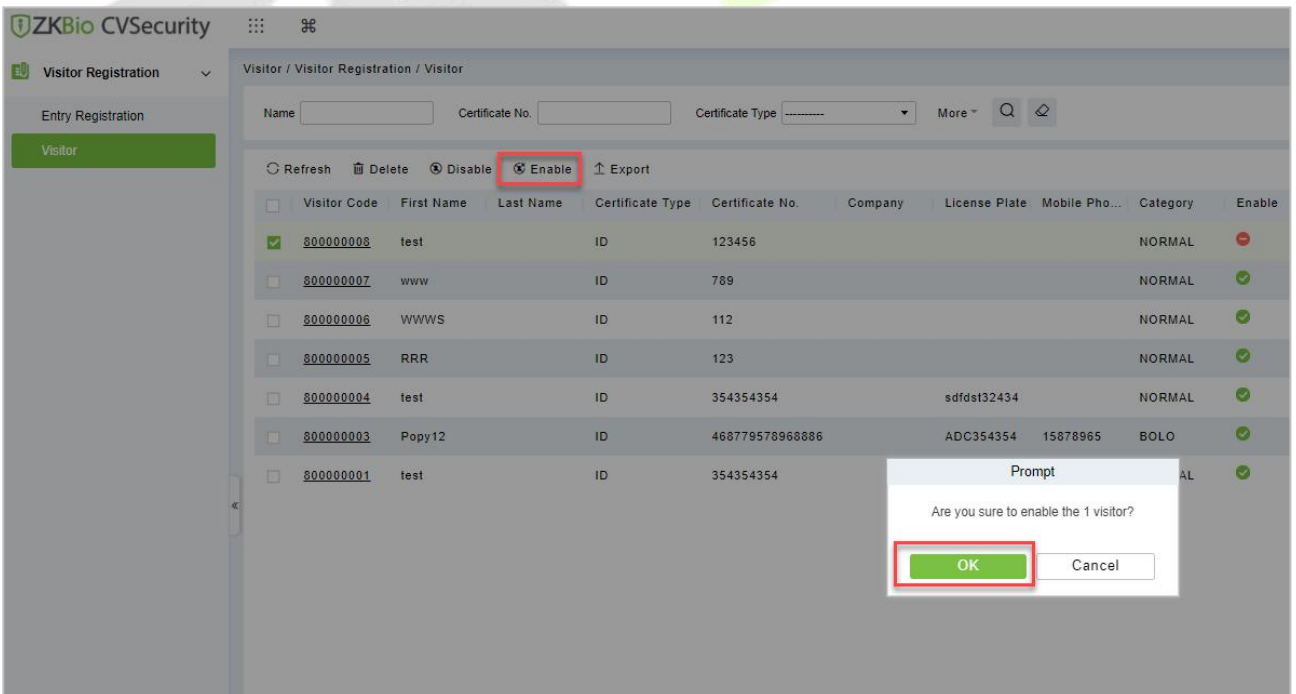 ZKBio CVSecurity
Visitor Registration
Entry Registration
Visitor
Visitor / Visitor Registration / Visitor
Name Certificate No. Certificate Type ---------- More
Refresh Delete Disable Enable Export
Visitor Code First Name Last Name Certificate Type Certificate No. Company License Plate Mobile Pho... Category Enable
800000008 test ID 123456 NORMAL
800000007 www ID 789 NORMAL
800000006 WWWS ID 112 NORMAL
800000005 RRR ID 123 NORMAL
800000004 test ID 354354354 sdfdst32434 NORMAL
800000003 Popy12 ID 468779578968886 ADC354354 15878965 BOLO
800000001 test ID 354354354 AL
Prompt
Are you sure to enable the 1 visitor?
OK Cancel